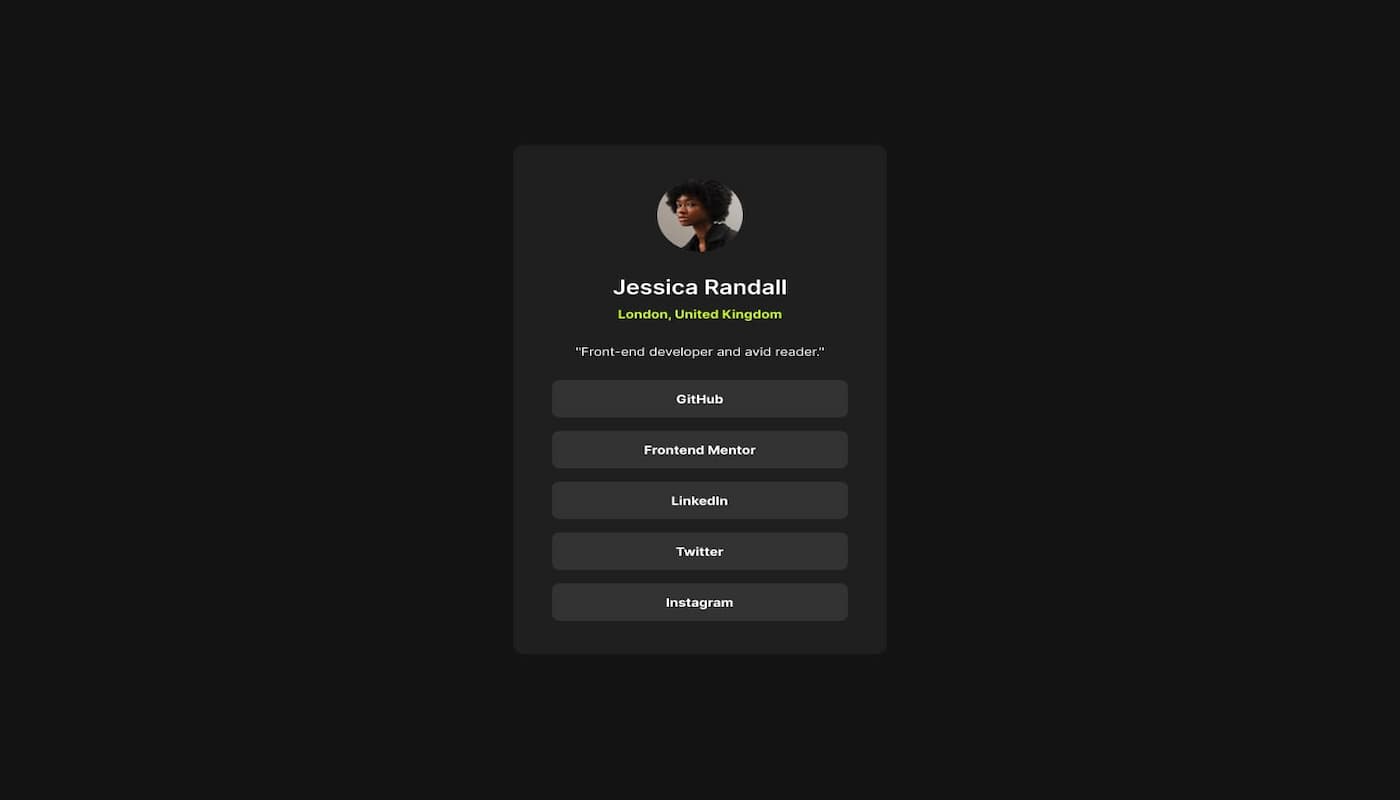 Jessica Randall
London, United Kingdom
"Front-end developer and avid reader."
GitHub
Frontend Mentor
LinkedIn
Twitter
Instagram